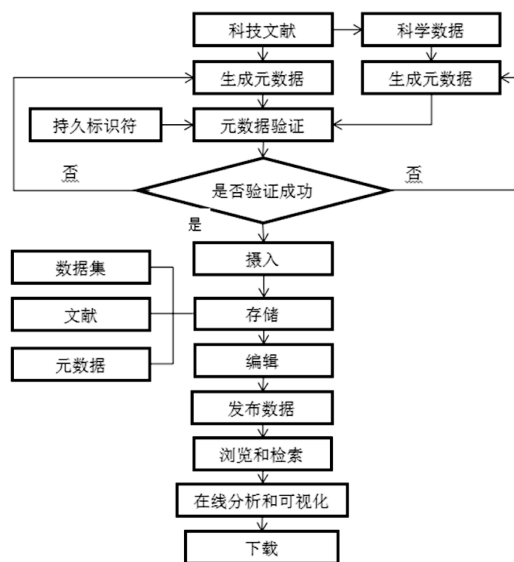 科技文献
科学数据
生成元数据
生成元数据
持久标识符
元数据验证
否
是否验证成功
否
是
摄入
数据集
文献
存储
元数据
编辑
发布数据
浏览和检索
在线分析和可视化
下载